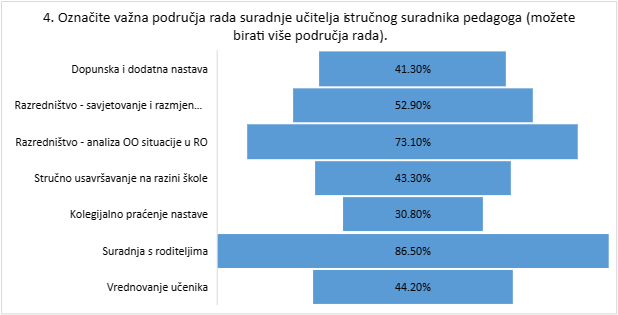 4. Označite važna područja rada suradnje učitelja istručnog suradnika pedagoga (možete
birati više područja rada).
Dopunska i dodatna nastava 41.30%
Razredništvo - savjetovanje i razmjen... 52.90%
Razredništvo - analiza OO situacije u RO 73.10%
Stručno usavršavanje na razini škole 43.30%
Kolegijalno praćenje nastave 30.80%
Suradnja s roditeljima 86.50%
Vrednovanje učenika 44.20%